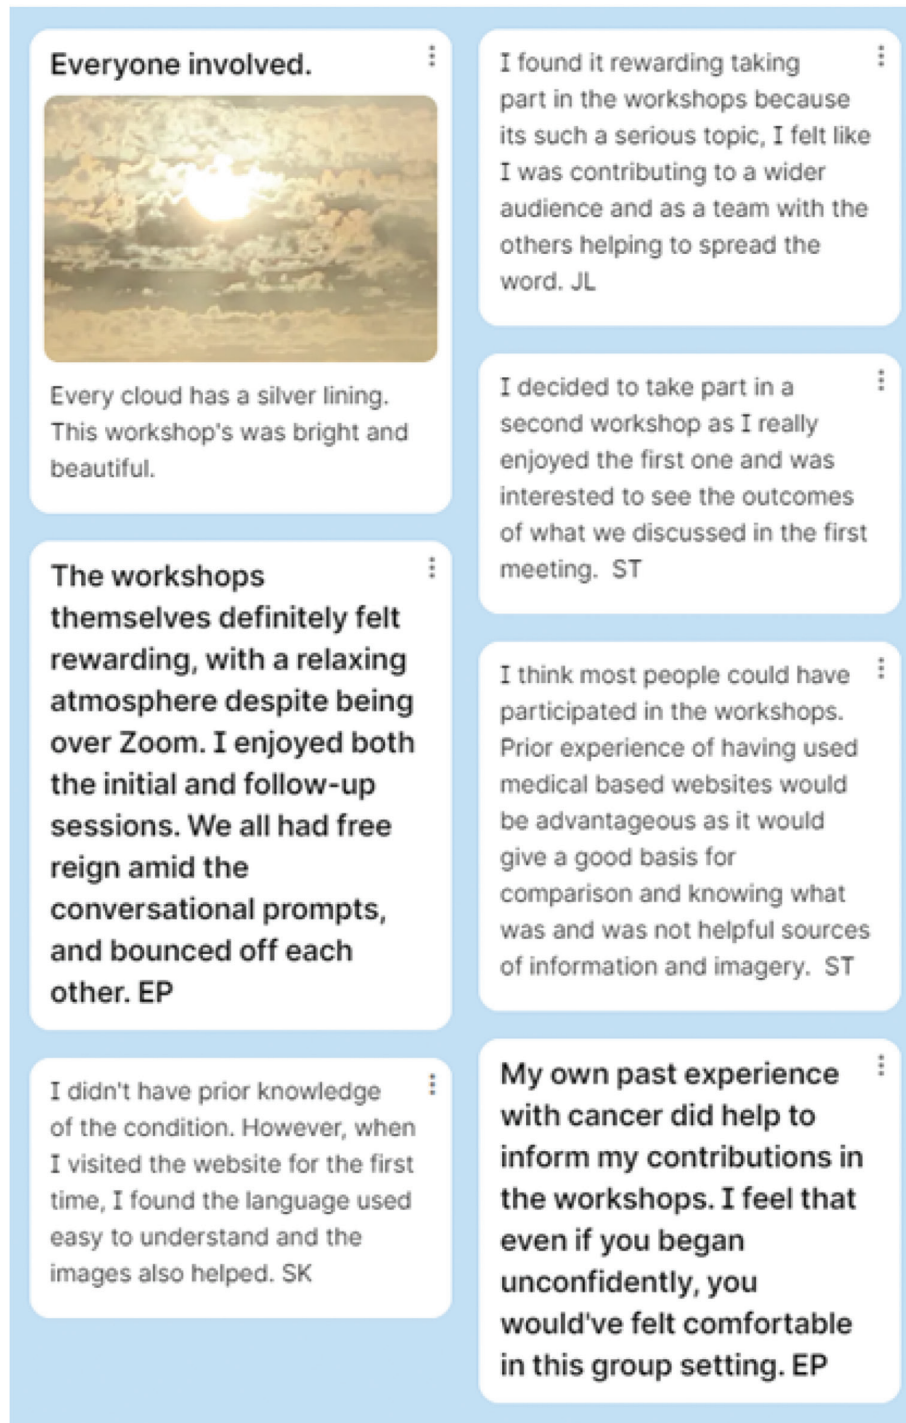 Everyone involved.
Every cloud has a silver lining.
This workshop's was bright and
beautiful.
The workshops
themselves definitely felt
rewarding, with a relaxing
atmosphere despite being
over Zoom. I enjoyed both
the initial and follow-up
sessions. We all had free
reign amid the
conversational prompts,
and bounced off each
other. EP
I didn't have prior knowledge
of the condition. However, when
I visited the website for the first
time, I found the language used
easy to understand and the
images also helped. SK
I found it rewarding taking
part in the workshops because
its such a serious topic, I felt like
I was contributing to a wider
audience and as a team with the
others helping to spread the
word. JL
I decided to take part in a
second workshop as I really
enjoyed the first one and was
interested to see the outcomes
of what we discussed in the first
meeting.  ST
I think most people could have
participated in the workshops.
Prior experience of having used
medical based websites would
be advantageous as it would
give a good basis for
comparison and knowing what
was and was not helpful sources
of information and imagery.  ST
My own past experience
with cancer did help to
inform my contributions in
the workshops. I feel that
even if you began
unconfidently, you
would've felt comfortable
in this group setting. EP